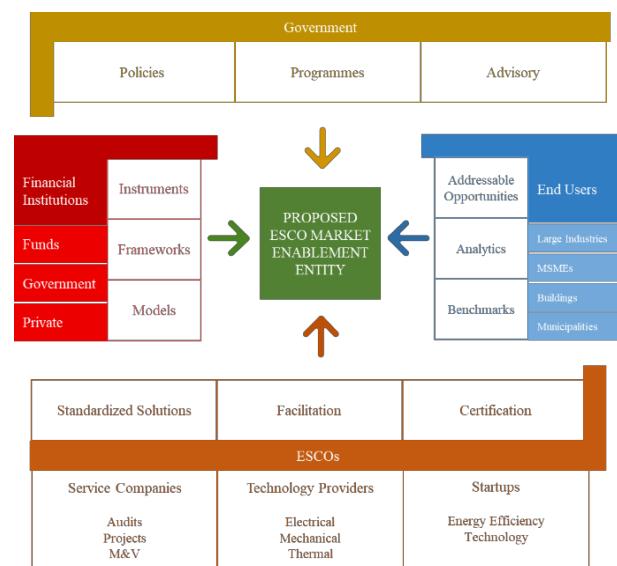 Government
Policies
Programmes
Advisory
Financial
Institutions
Funds
Government
Private
Instruments
Frameworks
Models
PROPOSED
ESCO MARKET
ENABLEMENT
ENTITY
Addressable
Opportunities
Analytics
Benchmarks
End Users
Large Industries
MSMEs
Buildings
Municipalities
Standardized Solutions
Facilitation
Certification
ESCOs
Service Companies
Audits
Projects
M&V
Technology Providers
Electrical
Mechanical
Thermal
Startups
Energy Efficiency
Technology